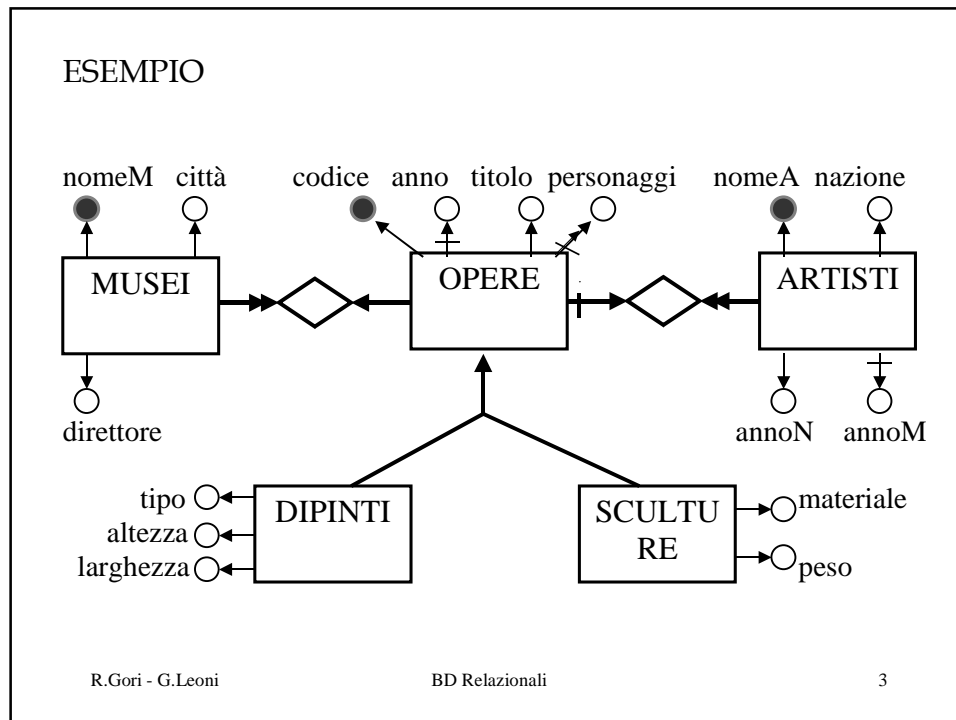 ESEMPIO
nomeM città codice anno titolo personaggi nomeA nazione
MUSEI OPERE ARTISTI
direttore annoN annoM
tipo
altezza
larghezza
DIPINTI
SCULTU
RE
materiale
peso
R.Gori - G.Leoni BD Relazionali 3